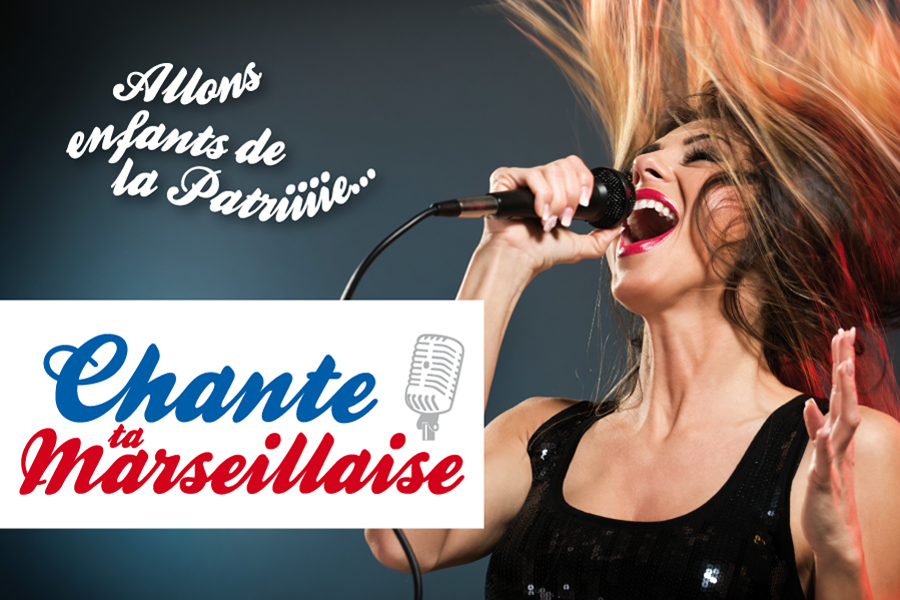 Allons
enfants de
la Patriiiie...
Chante
ta
Marseillaise